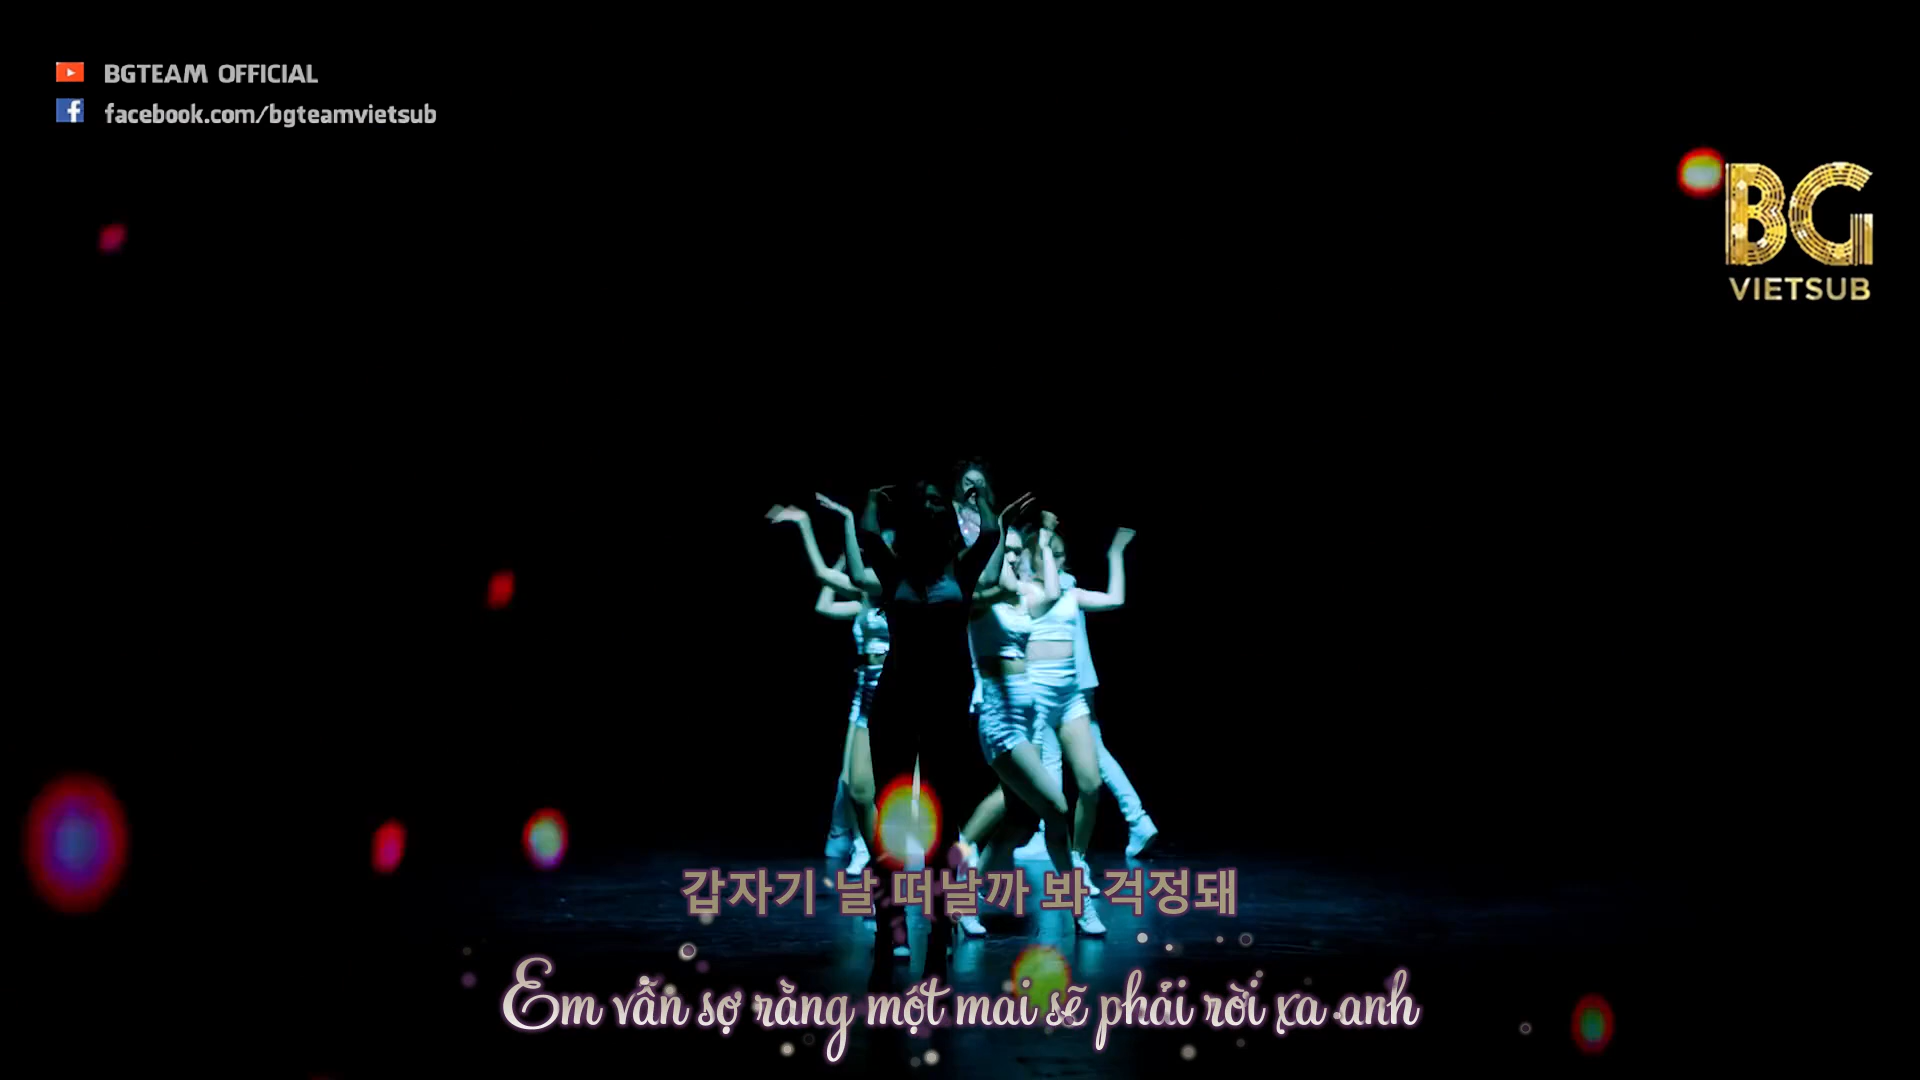 BGTEAM OFFICIAL
facebook.com/bgteamvietsub
BG
VIETSUB
갑자기 날 떠날까 봐 걱정돼
Em vẫn sợ rằng một mai sẽ phải rời xa anh